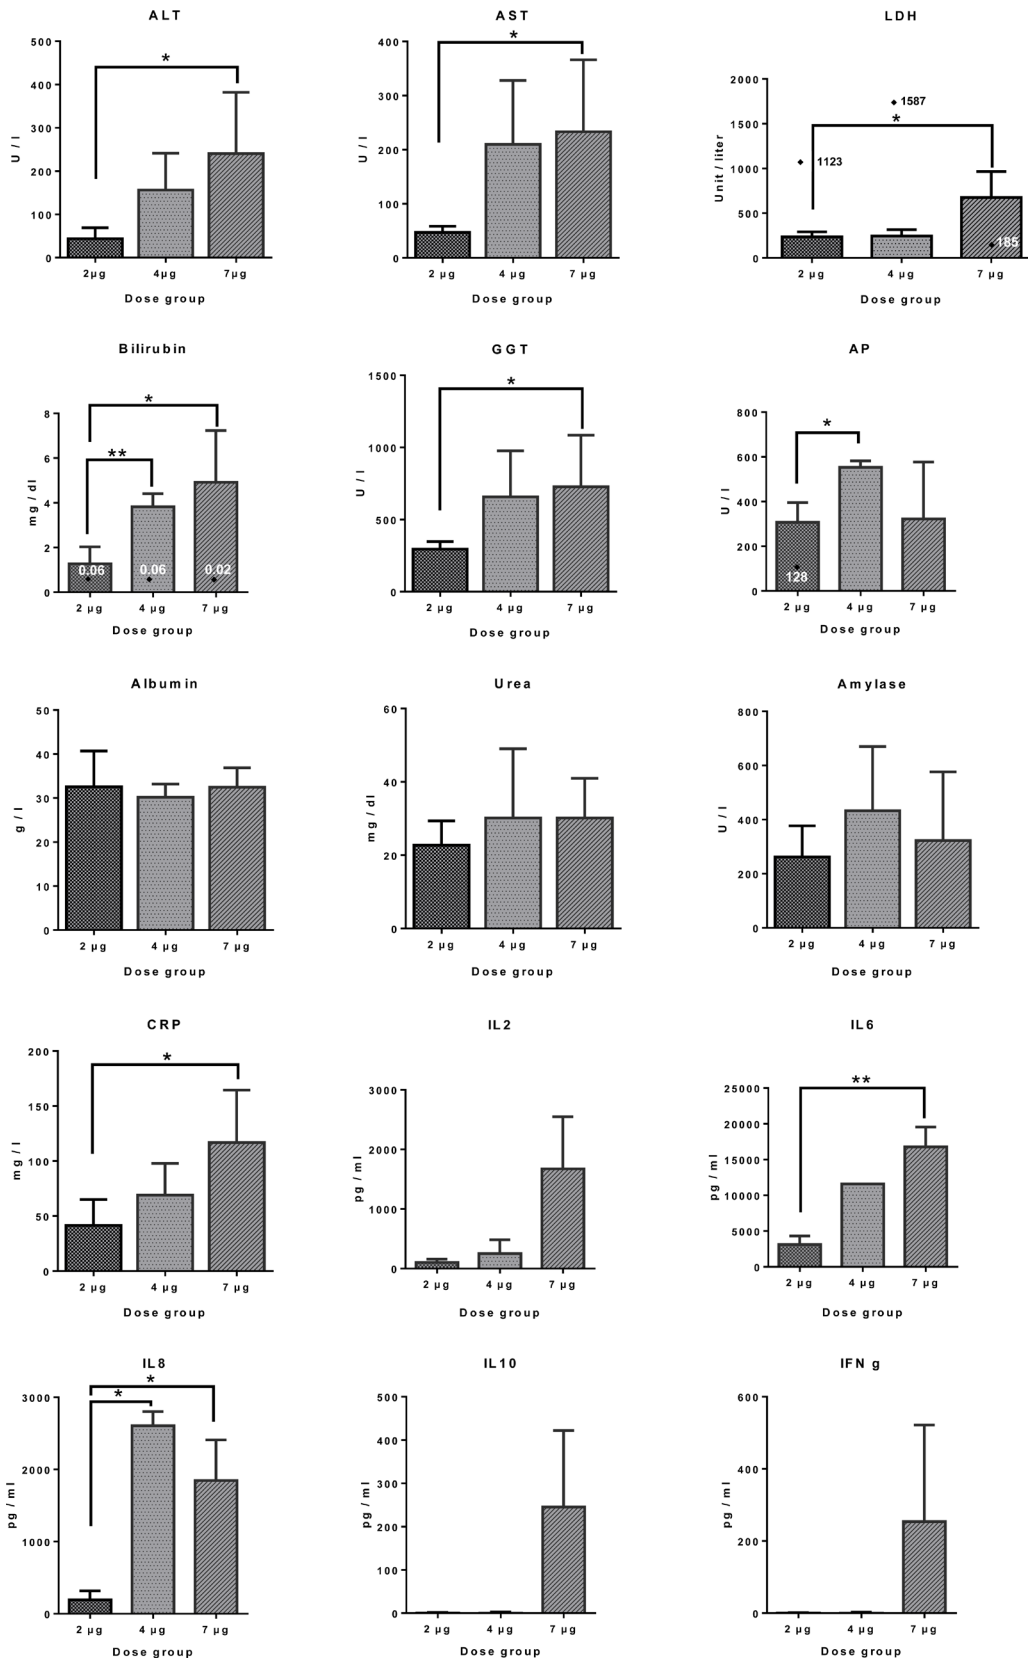 ALT
AST
LDH
500
400
300
200
100
0
U / l
*
2µg
4µg
7µg
Dose group
400
300
200
100
0
U / l
*
2 µg
4 µg
7 µg
Dose group
2000
1500
1000
500
0
Unit / liter
1587
*
1123
185
2 µg
4 µg
7 µg
Dose group
Bilirubin
GGT
AP
8
6
4
2
0
mg / dl
*
**
0.06
0.06
0.02
2 µg
4 µg
7 µg
Dose group
1500
1000
500
0
U / l
*
2 µg
4 µg
7 µg
Dose group
800
600
400
200
0
U / l
*
128
2 µg
4 µg
7 µg
Dose group
Albumin
Urea
Amylase
50
40
30
20
10
0
g / l
2 µg
4 µg
7 µg
Dose group
60
40
20
0
mg / dl
2 µg
4 µg
7 µg
Dose group
800
600
400
200
0
U / l
2 µg
4 µg
7 µg
Dose group
CRP
IL2
IL6
200
150
100
50
0
mg / l
*
2 µg
4 µg
7 µg
Dose group
3000
2000
1000
0
pg / ml
2 µg
4 µg
7 µg
Dose group
25000
20000
15000
10000
5000
0
pg / ml
**
2 µg
4 µg
7 µg
Dose group
IL8
IL10
IFN g
3000
2000
1000
0
pg / ml
*
*
2 µg
4 µg
7 µg
Dose group
500
400
300
200
100
0
pg / ml
2 µg
4 µg
7 µg
Dose group
600
400
200
0
pg / ml
2 µg
4 µg
7 µg
Dose group